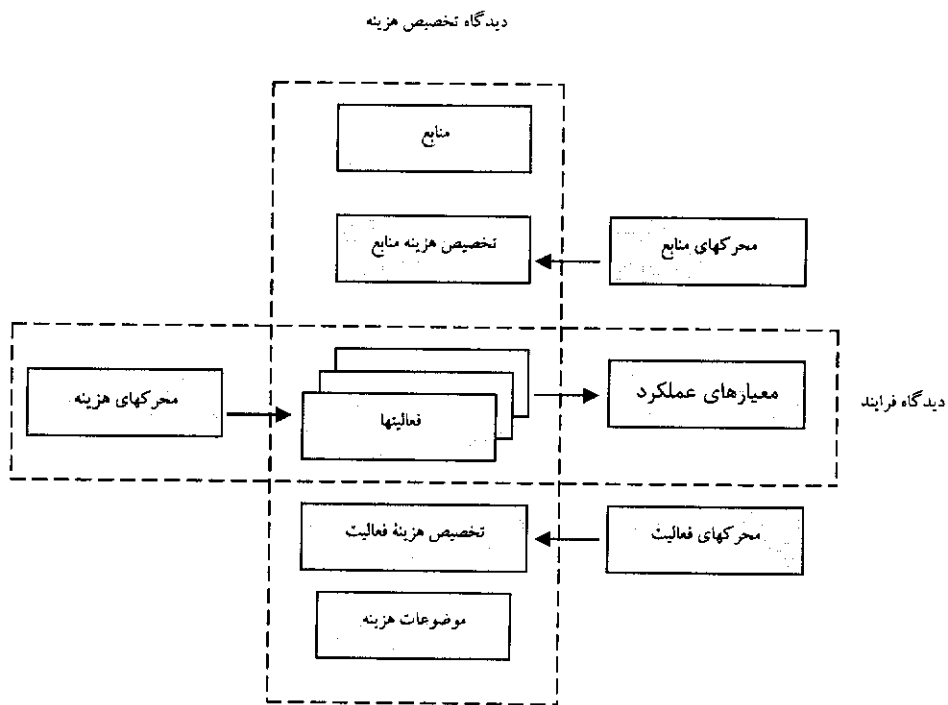 دیدگاه تخصیص هزینه
منابع
تخصیص هزینه منابع
محرکهای منابع
محرکهای هزینه
فعالیتها
معیارهای عملکرد
دیدگاه فرایند
تخصیص هزینۀ فعالیت
محرکهای فعالیت
موضوعات هزینه